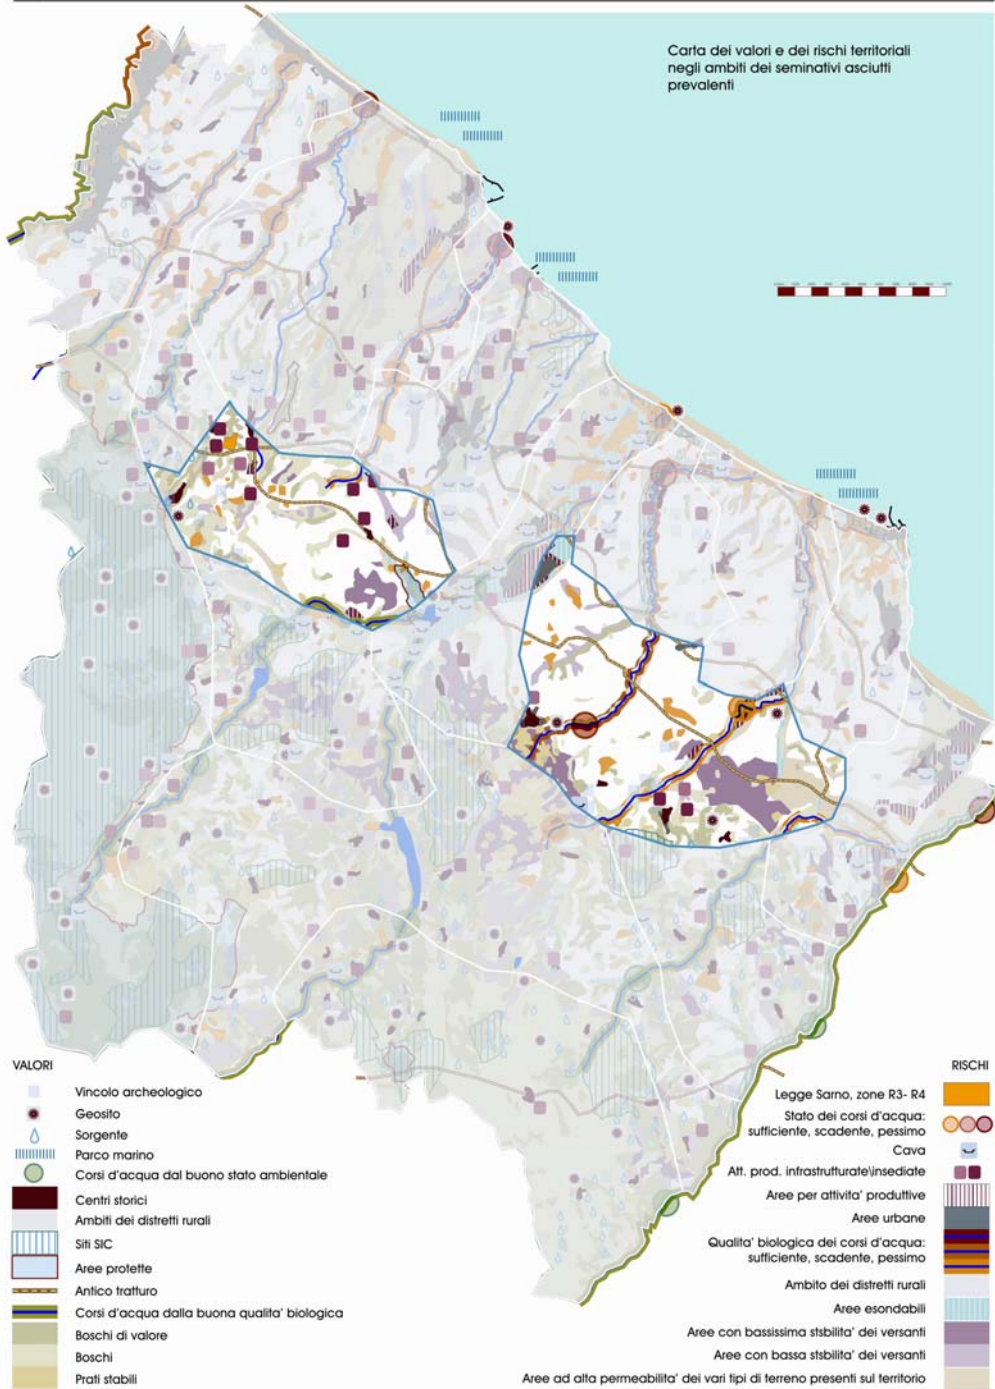 Carta dei valori e dei rischi territoriali
negli ambiti dei seminativi asciutti
prevalenti
VALORI
Vincolo archeologico
Geosito
Sorgente
Parco marino
Corsi d'acqua dal buono stato ambientale
Centri storici
Ambiti dei distretti rurali
Siti SIC
Aree protette
Antico tratturo
Corsi d'acqua dalla buona qualita' biologica
Boschi di valore
Boschi
Prati stabili
RISCHI
Legge Sarno, zone R3- R4
Stato dei corsi d'acqua:
sufficiente, scadente, pessimo
Cava
Att. prod. infrastrutturate\insediate
Aree per attivita' produttive
Aree urbane
Qualita' biologica dei corsi d'acqua:
sufficiente, scadente, pessimo
Ambito dei distretti rurali
Aree esondabili
Aree con bassissima stsbilita' dei versanti
Aree con bassa stsbilita' dei versanti
Aree ad alta permeabilita' dei vari tipi di terreno presenti sul territorio